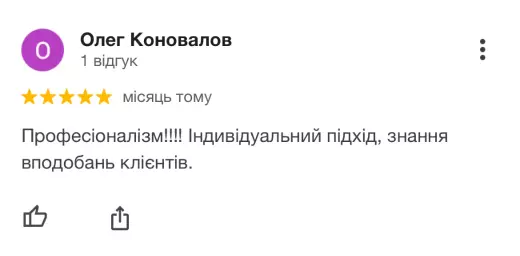 О
Олег Коновалов
1 відгук
місяць тому
Професіоналізм!!!! Індивідуальний підхід, знання
вподобань клієнтів.